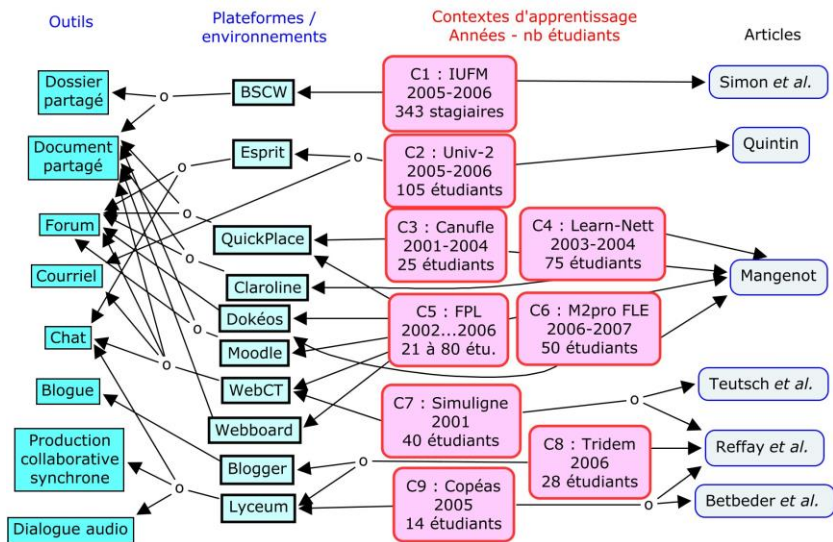 Outils
Plateformes /
environnements
Contextes d'apprentissage
Années - nb étudiants
Articles
Dossier
partagé
Document
partagé
Forum
Courriel
Chat
Blogue
Production
collaborative
synchrone
Dialogue audio
o
o
o
o
o
o
o
BSCW
Esprit
QuickPlace
Claroline
Dokéos
Moodle
WebCT
Webboard
Blogger
Lyceum
o
o
C1 : IUFM
2005-2006
343 stagiaires
C2 : Univ-2
2005-2006
105 étudiants
C3 : Canufle
2001-2004
25 étudiants
C4 : Learn-Nett
2003-2004
75 étudiants
C5 : FPL
2002...2006
21 à 80 étu.
C6 : M2pro FLE
2006-2007
50 étudiants
C7 : Simuligne
2001
40 étudiants
C8 : Tridem
2006
28 étudiants
C9 : Copéas
2005
14 étudiants
o
o
Simon et al.
Quintin
Mangenot
Teutsch et al.
Reffay et al.
Betbeder et al.